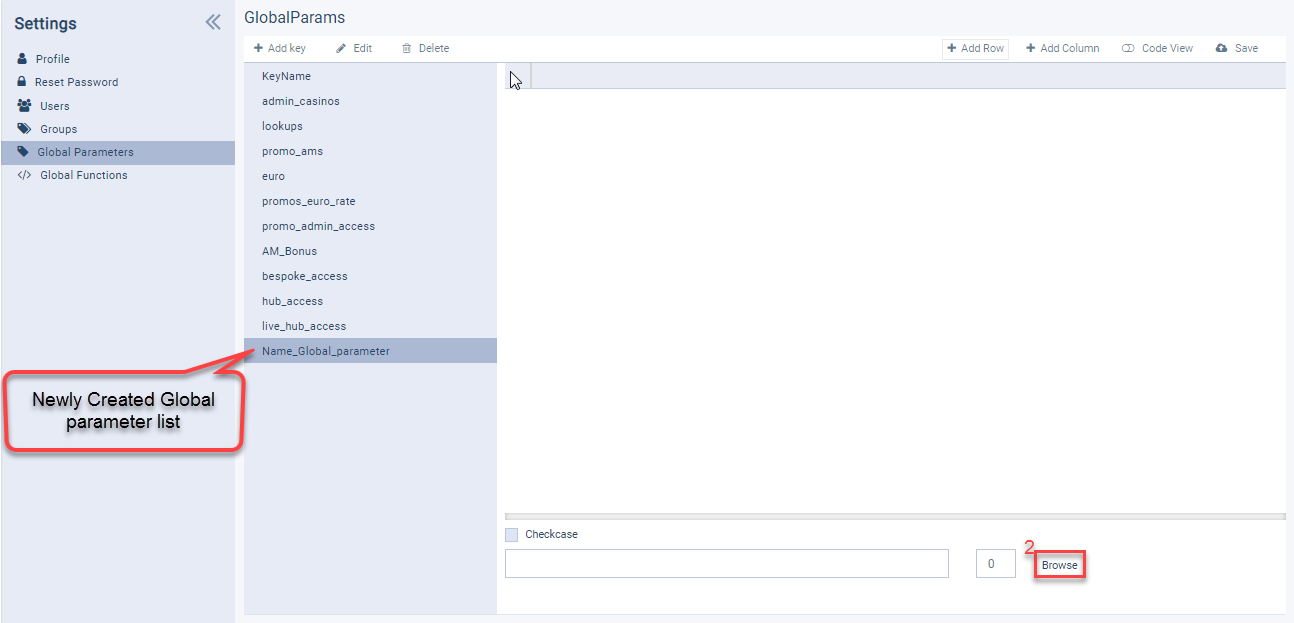 Settings
Profile
Reset Password
Users
Groups
Global Parameters
Global Functions
GlobalParams
Add key Edit Delete Add Row Add Column Code View Save
KeyName
admin_casinos
lookups
promo_ams
euro
promos_euro_rate
promo_admin_access
AM_Bonus
bespoke_access
hub_access
live_hub_access
Name_Global_parameter
Newly Created Global
parameter list
Checkcase
0
2
Browse